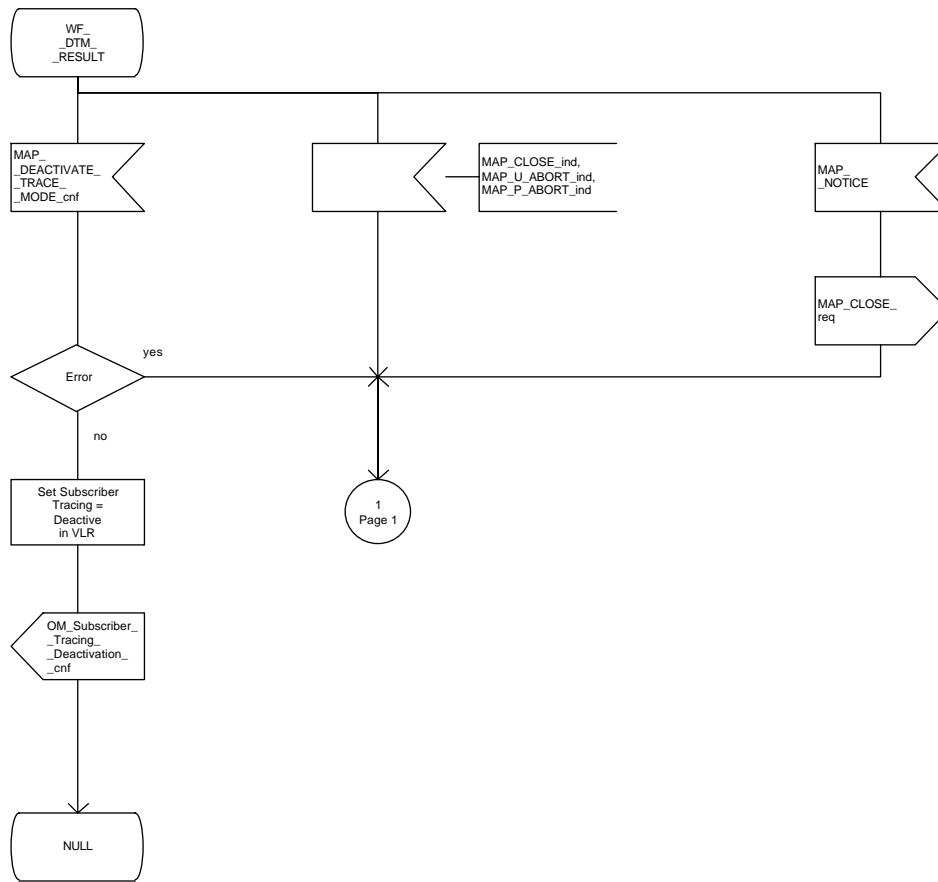 WF_
_DTM_
_RESULT
MAP_
_DEACTIVATE_
_TRACE_
_MODE_cnf
MAP_CLOSE_ind,
MAP_U_ABORT_ind,
MAP_P_ABORT_ind
MAP_
_NOTICE
MAP_CLOSE_
req
yes
Error
no
Set Subscriber
Tracing =
Deactive
in VLR
1
Page 1
OM_Subscriber_
_Tracing_
_Deactivation_
_cnf
NULL